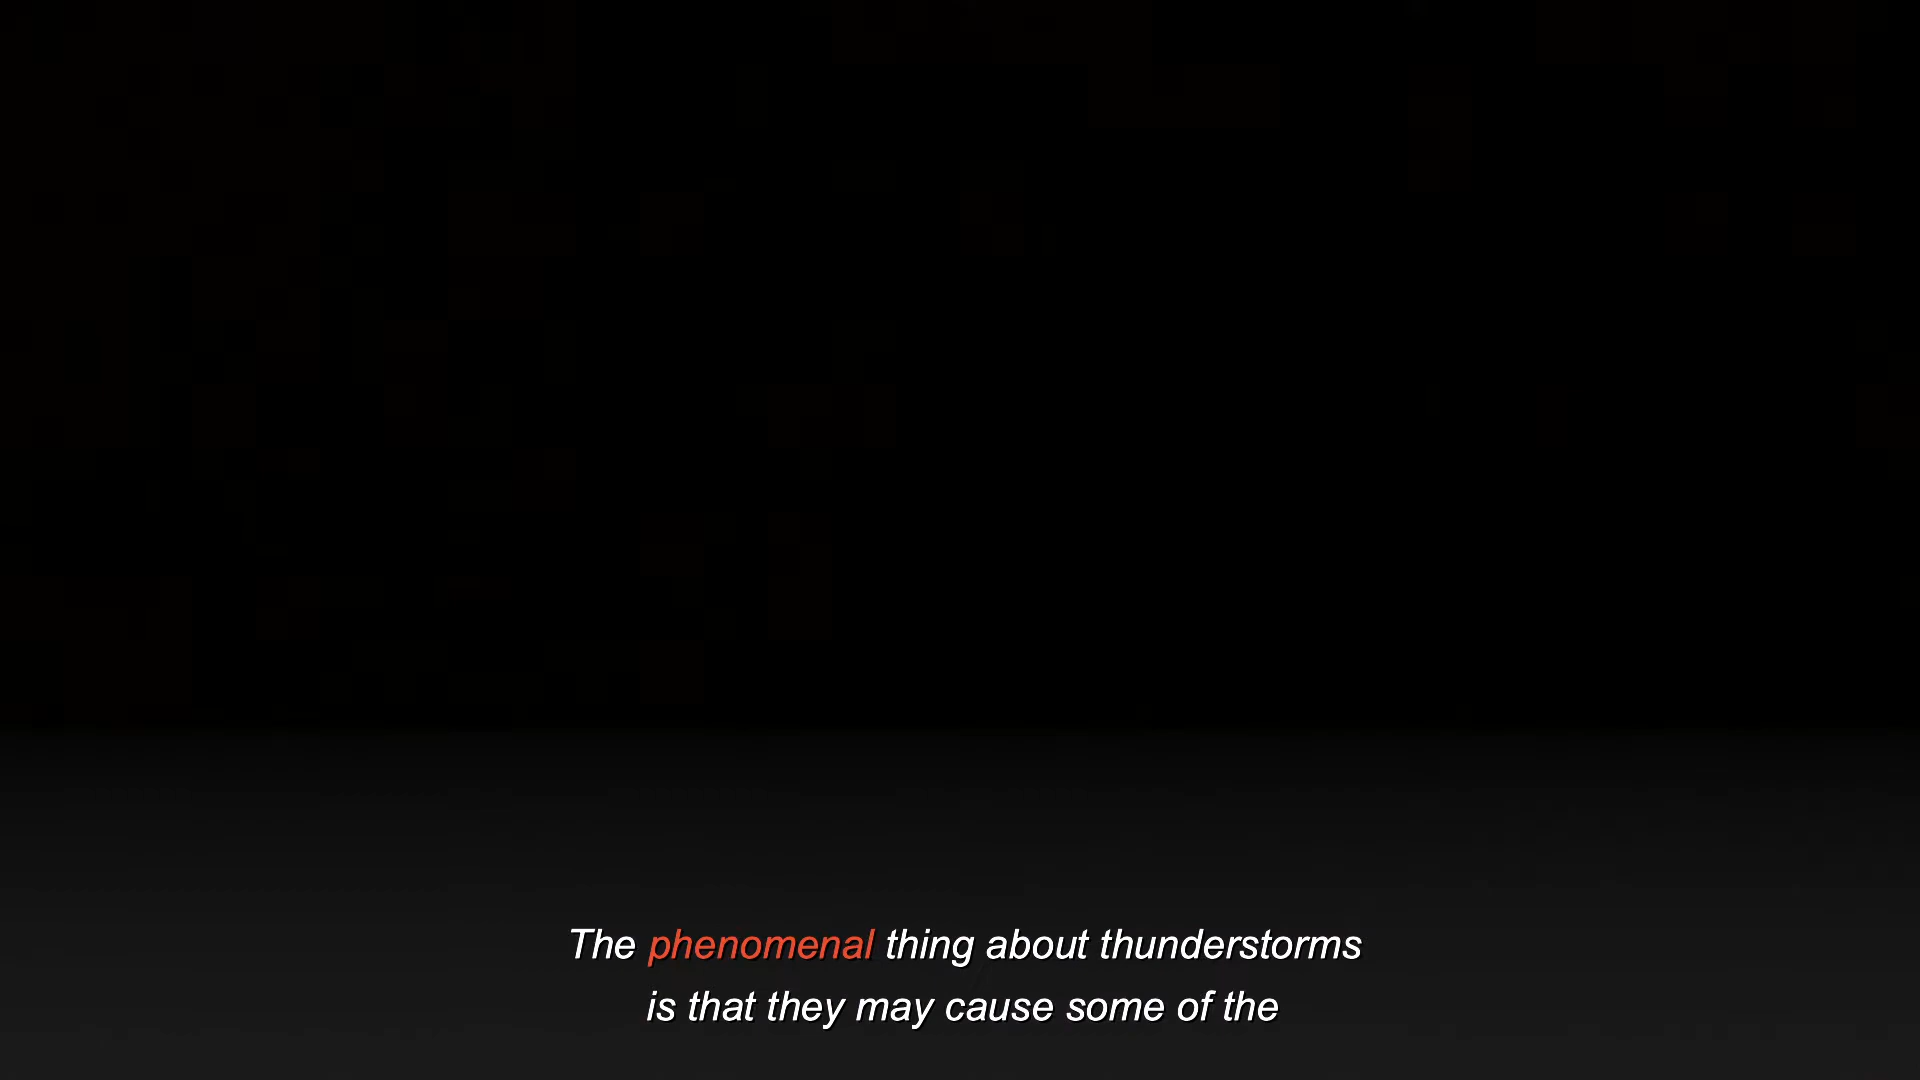 The phenomenal thing about thunderstorms
is that they may cause some of the